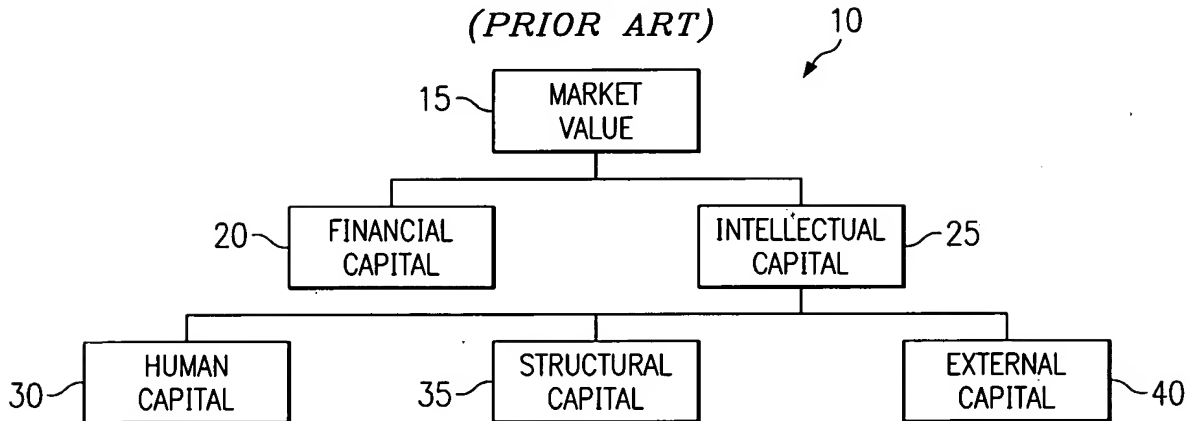 (PRIOR ART)
10
15
MARKET
VALUE
20
FINANCIAL
CAPITAL
INTELLECTUAL
CAPITAL
25
30
HUMAN
CAPITAL
35
STRUCTURAL
CAPITAL
EXTERNAL
CAPITAL
40